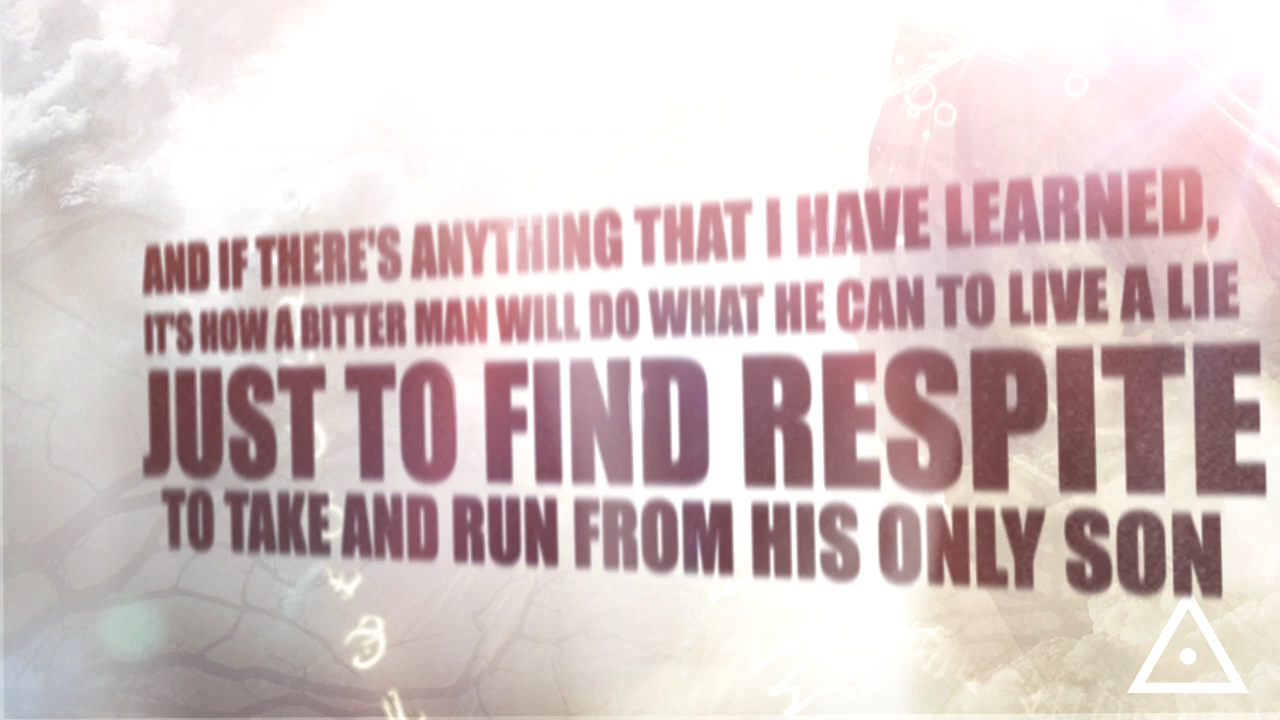 AND IF THERE'S ANYTHING THAT I HAVE LEARNED,
IT'S HOW A BITTER MAN WILL DO WHAT HE CAN TO LIVE A LIE
JUST TO FIND RESPITE
TO TAKE AND RUN FROM HIS ONLY SON